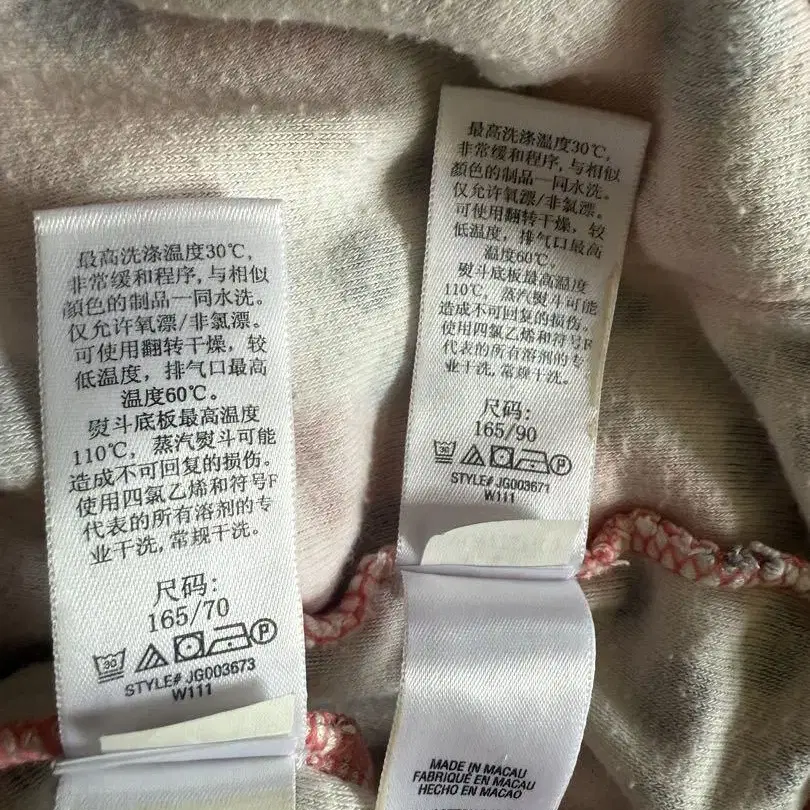 最高洗涤温度30℃,
非常缓和程序,与相似
顏色的制品一同水洗。
仅允许氧漂/非氯漂。
可使用翻转干燥，较
低温度，排气口最高
温度60℃。
熨斗底板最高温度
110℃，蒸汽熨斗可能
造成不可回复的损伤。
使用四氯乙烯和符号F
代表的所有溶剂的专
业干洗,常规干洗。
尺码:
165/70
30
P
STYLE# JG003673
W111
最高洗涤温度30℃,
非常缓和程序,与相似
顏色的制品一同水洗。
仅允许氧漂/非氯漂。
可使用翻转干燥，较
低温度，排气口最高
温度60℃。
熨斗底板最高温度
110℃，蒸汽熨斗可能
造成不可回复的损伤。
使用四氯乙烯和符号F
代表的所有溶剂的专
业干洗,常规干洗。
尺码:
165/90
30
P
STYLE# JG003671
W111
MADE IN MACAU
FABRIQUÉ EN MACAU
HECHO EN MACAO